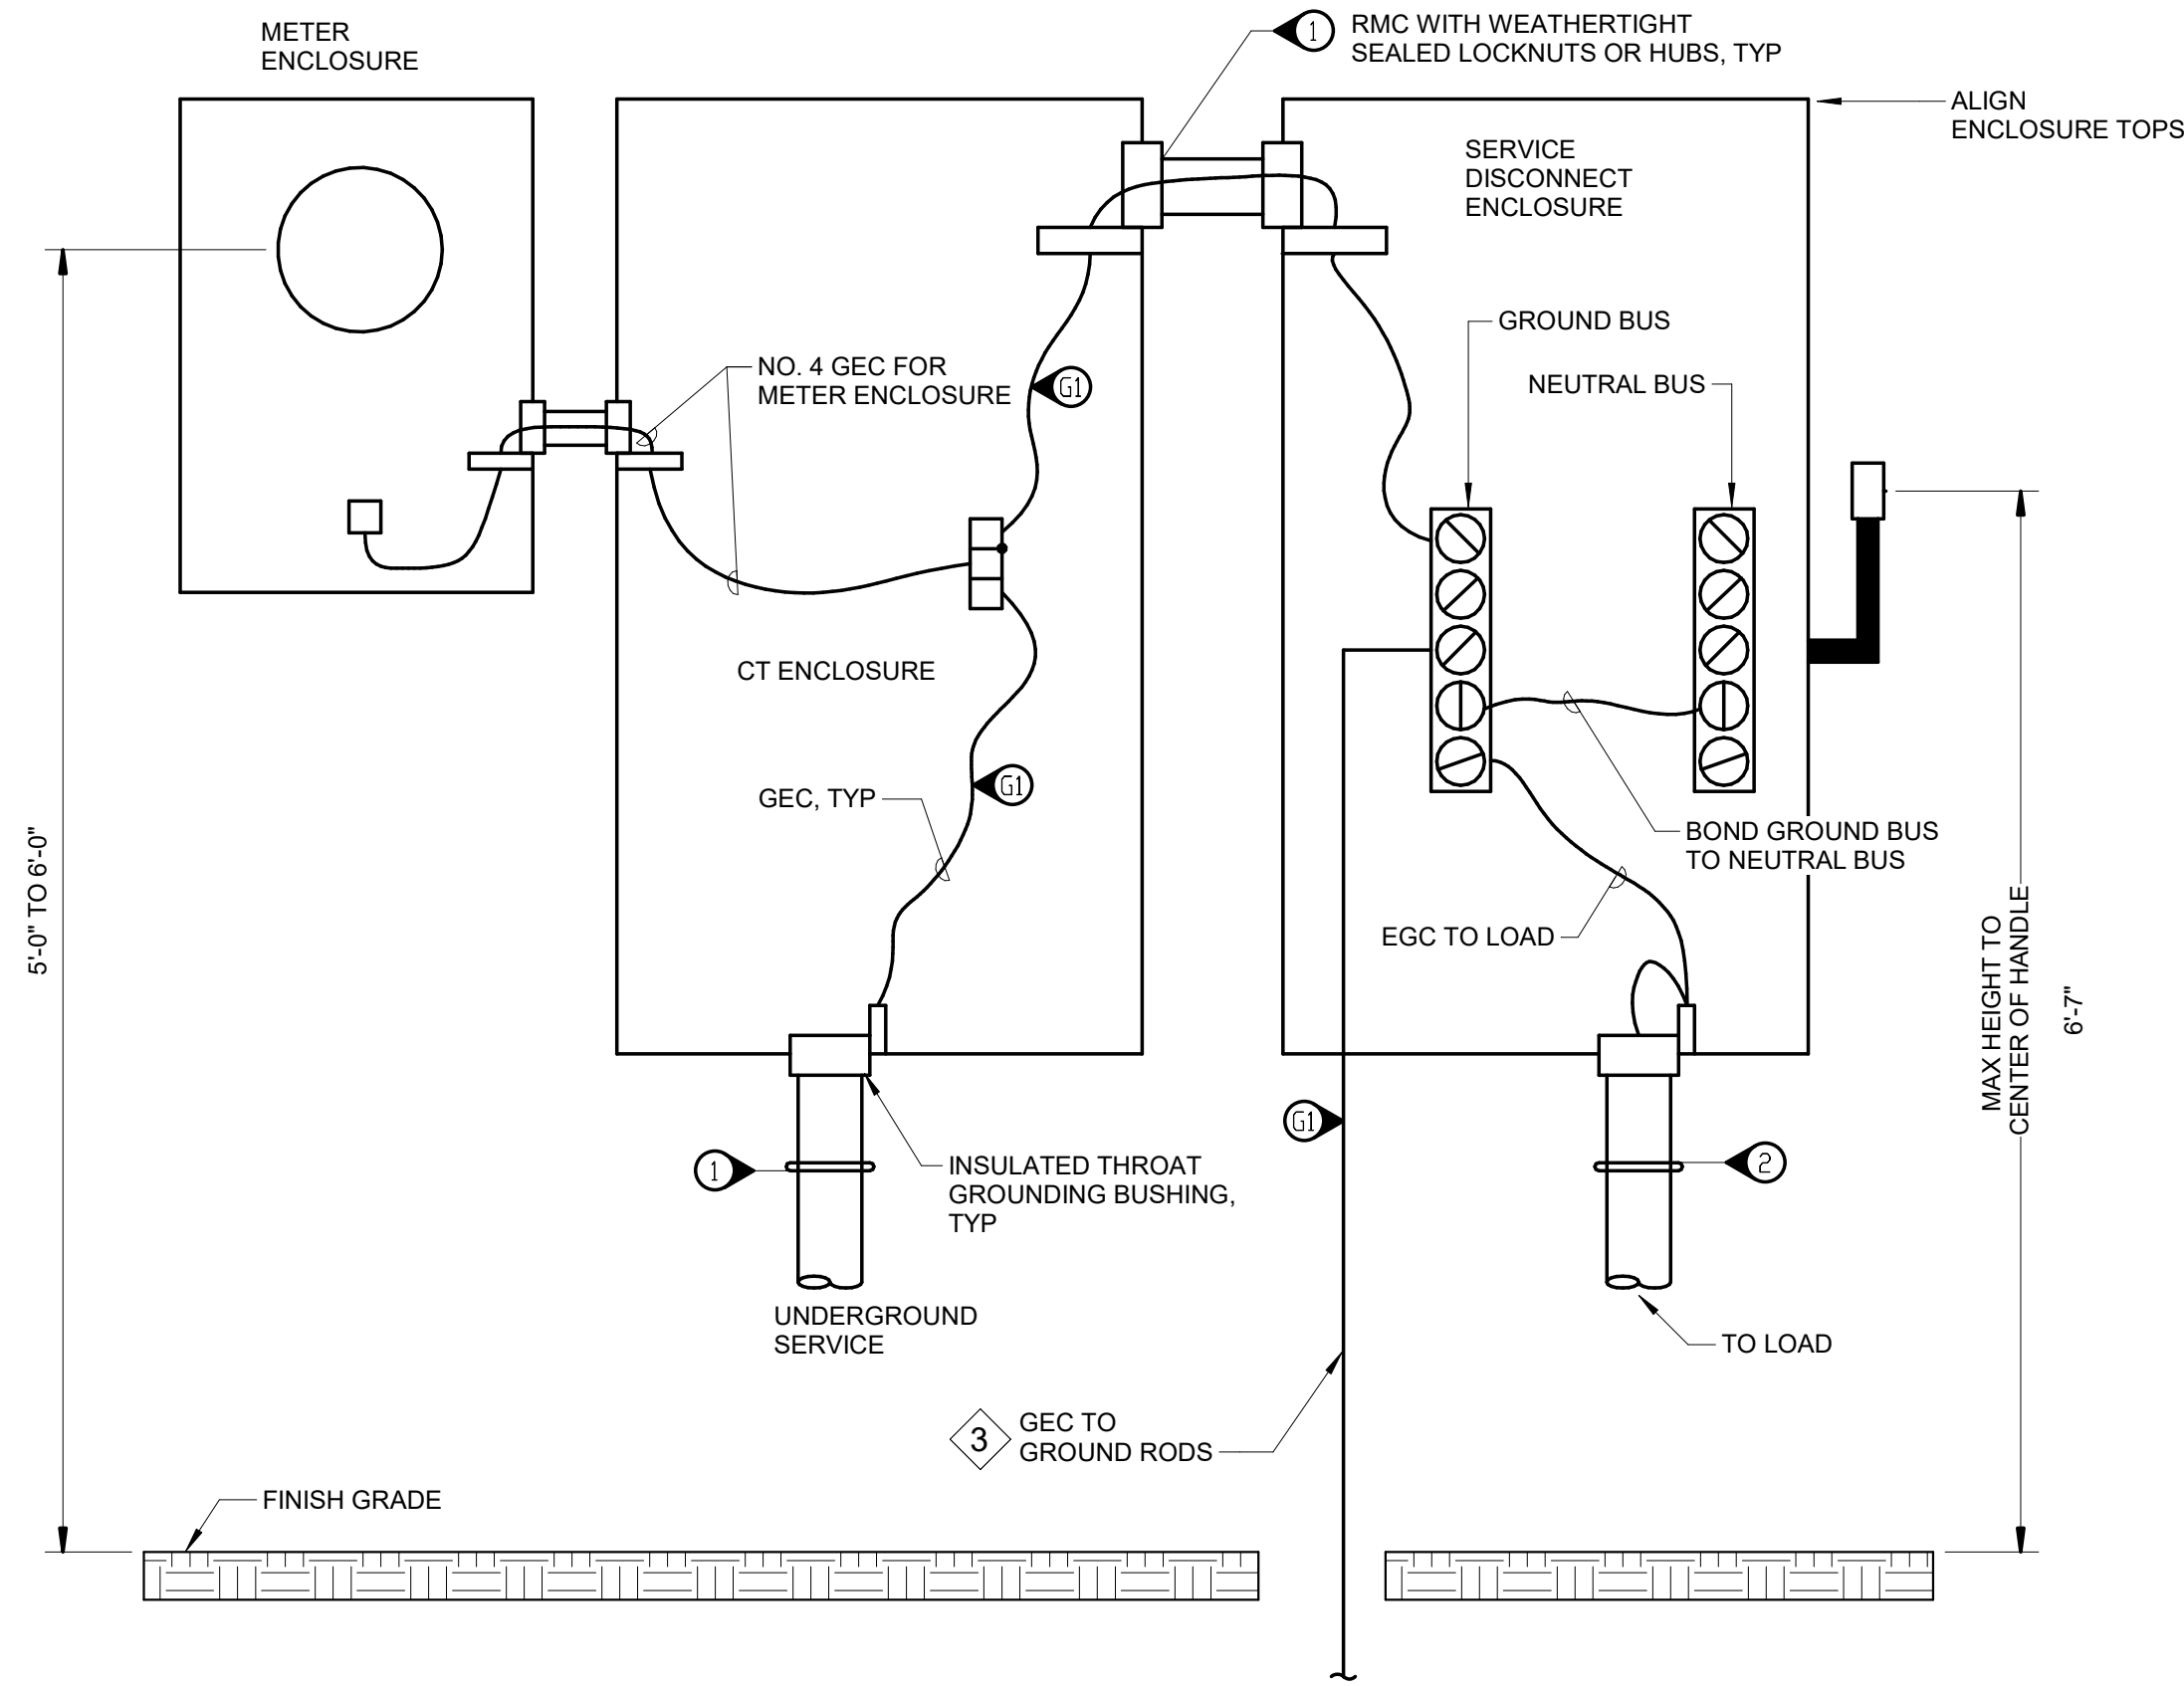 METER
ENCLOSURE
1
RMC WITH WEATHERTIGHT
SEALED LOCKNUTS OR HUBS, TYP
ALIGN
ENCLOSURE TOPS
SERVICE
DISCONNECT
ENCLOSURE
GROUND BUS
NEUTRAL BUS
NO. 4 GEC FOR
METER ENCLOSURE
G1
CT ENCLOSURE
GEC, TYP
G1
BOND GROUND BUS
TO NEUTRAL BUS
EGC TO LOAD
5'-0" TO 6'-0"
MAX HEIGHT TO
CENTER OF HANDLE
6'-7"
G1
1
INSULATED THROAT
GROUNDING BUSHING,
TYP
2
UNDERGROUND
SERVICE
TO LOAD
3
GEC TO
GROUND RODS
FINISH GRADE